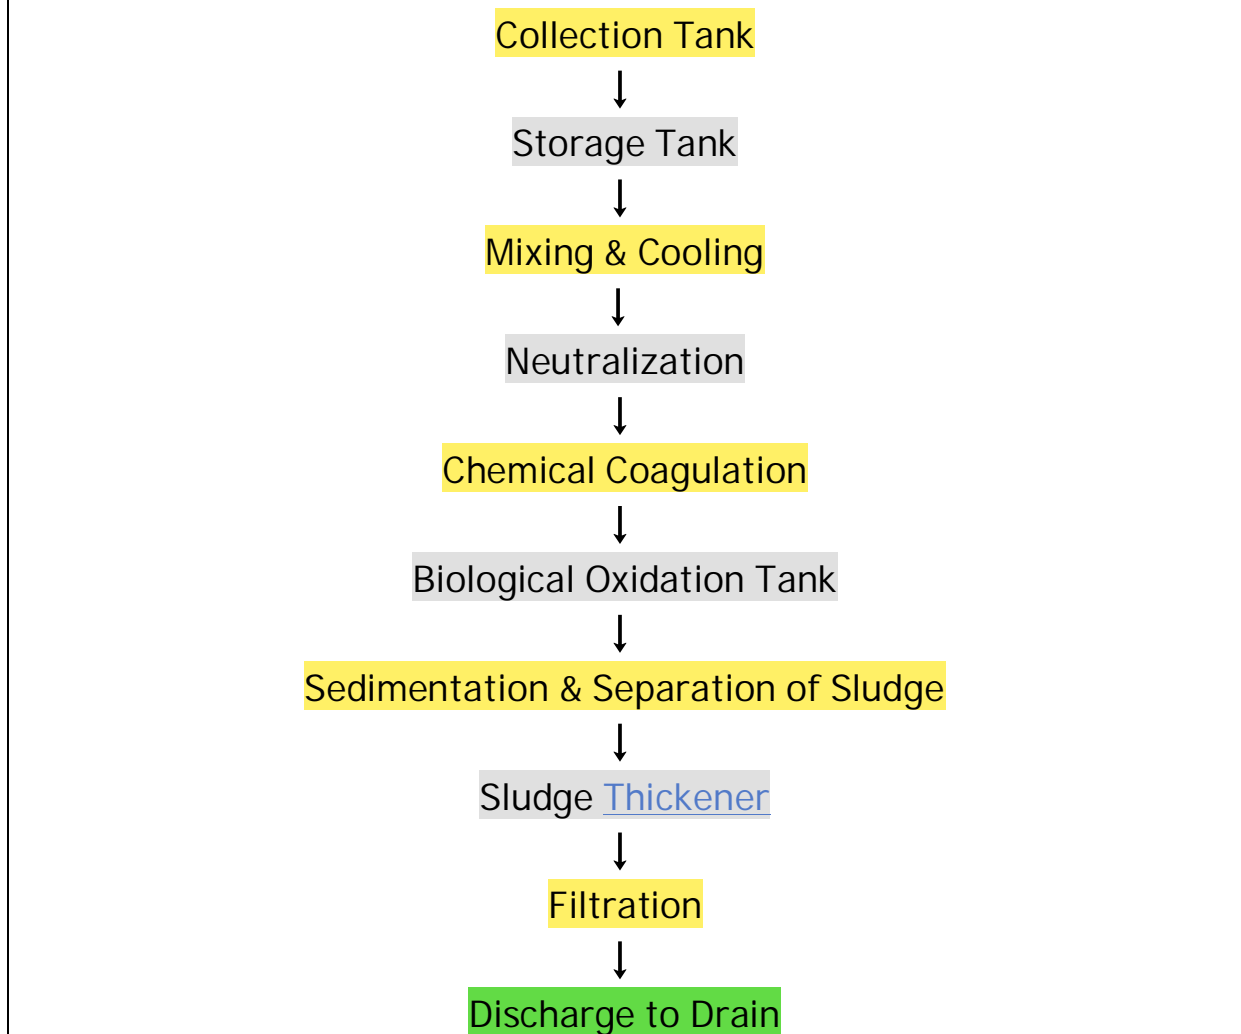 Collection Tank
Storage Tank
Mixing & Cooling
Neutralization
Chemical Coagulation
Biological Oxidation Tank
Sedimentation & Separation of Sludge
Sludge Thickener
Filtration
Discharge to Drain